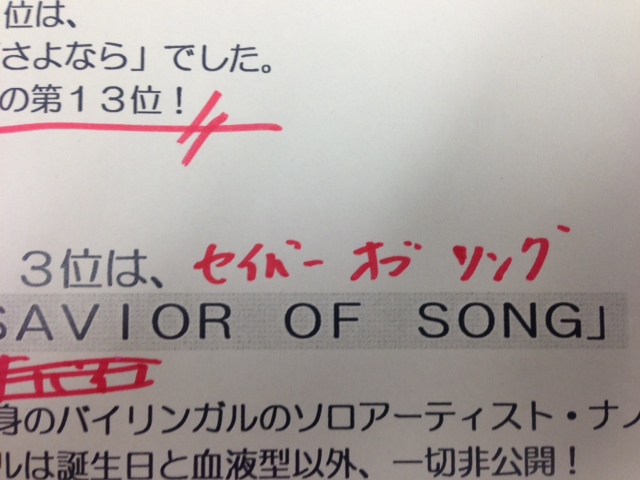 位は、
さよなら」でした。
の第13位！
3位は、セイバー オブ ソング
SAVIOR OF SONG」
身のバイリンガルのソロアーティスト・ナノ
ルは誕生日と血液型以外、一切非公開！